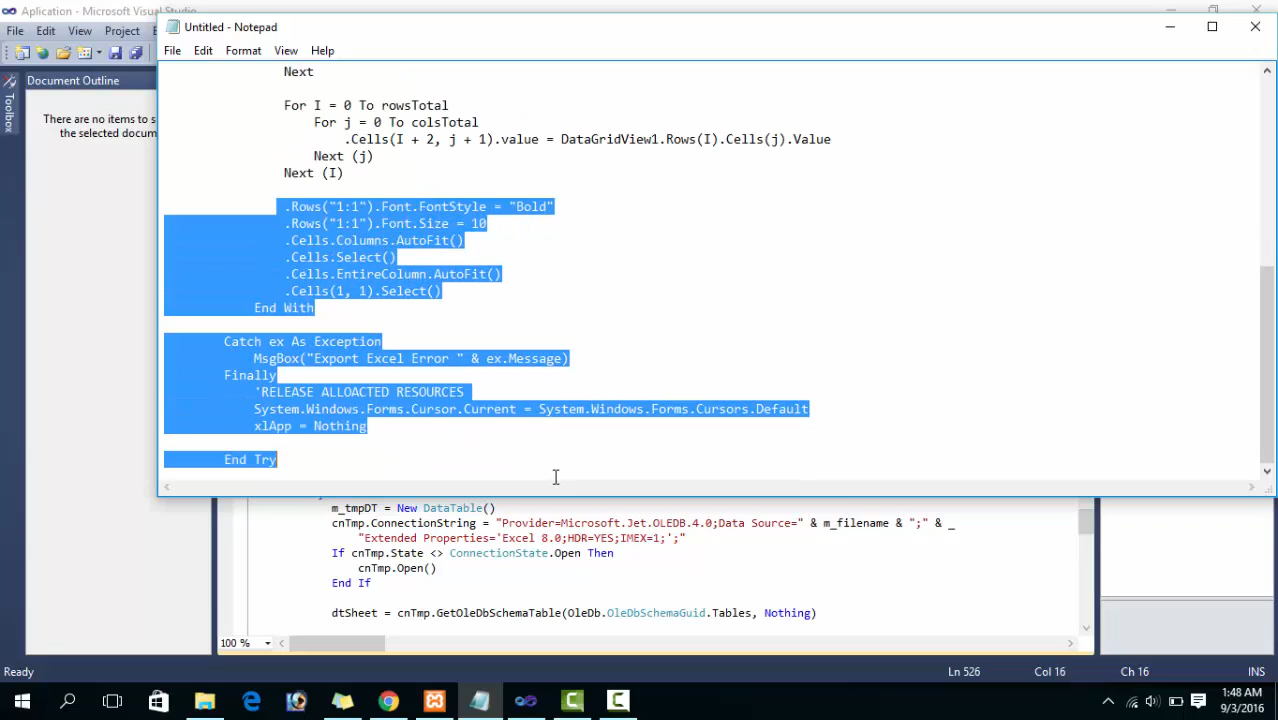 Aplication - Microsoft Visual Studio
Untitled - Notepad
File Edit View Project
File Edit Format View Help
Toolbox
Document Outline
There are no items to s
the selected docum
Next
For I = 0 To rowsTotal
For j = 0 To colsTotal
.Cells(I + 2, j + 1).value = DataGridView1.Rows(I).Cells(j).Value
Next (j)
Next (I)
.Rows("1:1").Font.FontStyle = "Bold"
.Rows("1:1").Font.Size = 10
.Cells.Columns.AutoFit()
.Cells.Select()
.Cells.EntireColumn.AutoFit()
.Cells(1, 1).Select()
End With
Catch ex As Exception
MsgBox("Export Excel Error " & ex.Message)
Finally
'RELEASE ALLOACTED RESOURCES
System.Windows.Forms.Cursor.Current = System.Windows.Forms.Cursors.Default
xlApp = Nothing
End Try
m_tmpDT = New DataTable()
cnTmp.ConnectionString = "Provider=Microsoft.Jet.OLEDB.4.0;Data Source=" & m_filename & ";" & _
"Extended Properties='Excel 8.0;HDR=YES;IMEX=1;';"
If cnTmp.State <> ConnectionState.Open Then
cnTmp.Open()
End If
dtSheet = cnTmp.GetOleDbSchemaTable(OleDb.OleDbSchemaGuid.Tables, Nothing)
100 %
Ready Ln 526 Col 16 Ch 16 INS
1:48 AM
9/3/2016